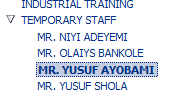 INDUSTRIAL TRAINING
TEMPORARY STAFF
MR. NIYI ADEYEMI
MR. OLAIYS BANKOLE
MR. YUSUF AYOBAMI
MR. YUSUF SHOLA